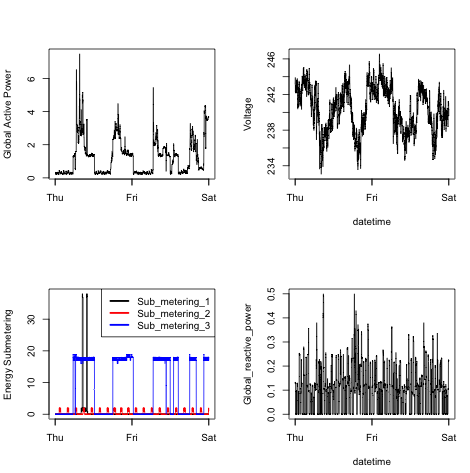 Global Active Power
0 2 4 6
Thu Fri Sat
Voltage
234 238 242 246
Thu Fri Sat
datetime
Energy Submetering
0 10 20 30
Sub_metering_1
Sub_metering_2
Sub_metering_3
Thu Fri Sat
Global_reactive_power
0.0 0.1 0.2 0.3 0.4 0.5
Thu Fri Sat
datetime